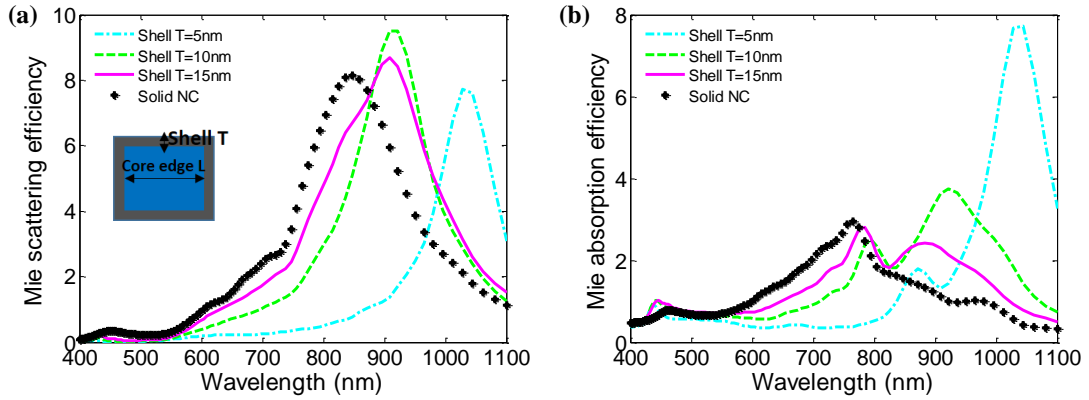 (a)
10
8
6
4
2
0
Mie scattering efficiency
Shell T=5nm
Shell T=10nm
Shell T=15nm
Solid NC
Shell T
Core edge L
400 500 600 700 800 900 1000 1100
Wavelength (nm)
(b)
8
6
4
2
0
Mie absorption efficiency
Shell T=5nm
Shell T=10nm
Shell T=15nm
Solid NC
400 500 600 700 800 900 1000 1100
Wavelength (nm)